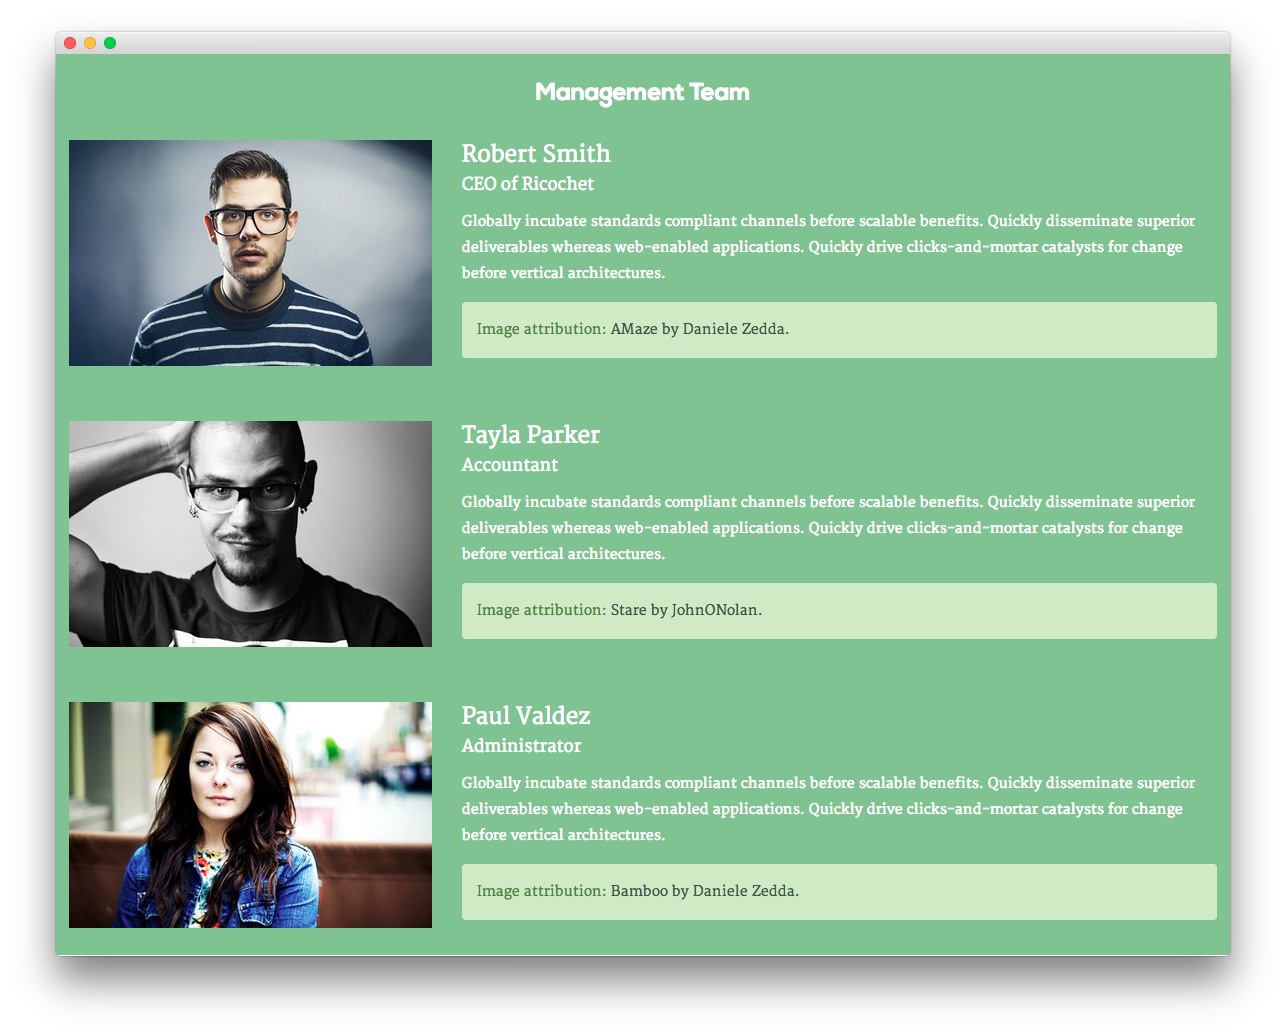 Management Team
Robert Smith
CEO of Ricochet
Globally incubate standards compliant channels before scalable benefits. Quickly disseminate superior
deliverables whereas web-enabled applications. Quickly drive clicks-and-mortar catalysts for change
before vertical architectures.
Image attribution: AMaze by Daniele Zedda.
Tayla Parker
Accountant
Globally incubate standards compliant channels before scalable benefits. Quickly disseminate superior
deliverables whereas web-enabled applications. Quickly drive clicks-and-mortar catalysts for change
before vertical architectures.
Image attribution: Stare by JohnONolan.
Paul Valdez
Administrator
Globally incubate standards compliant channels before scalable benefits. Quickly disseminate superior
deliverables whereas web-enabled applications. Quickly drive clicks-and-mortar catalysts for change
before vertical architectures.
Image attribution: Bamboo by Daniele Zedda.